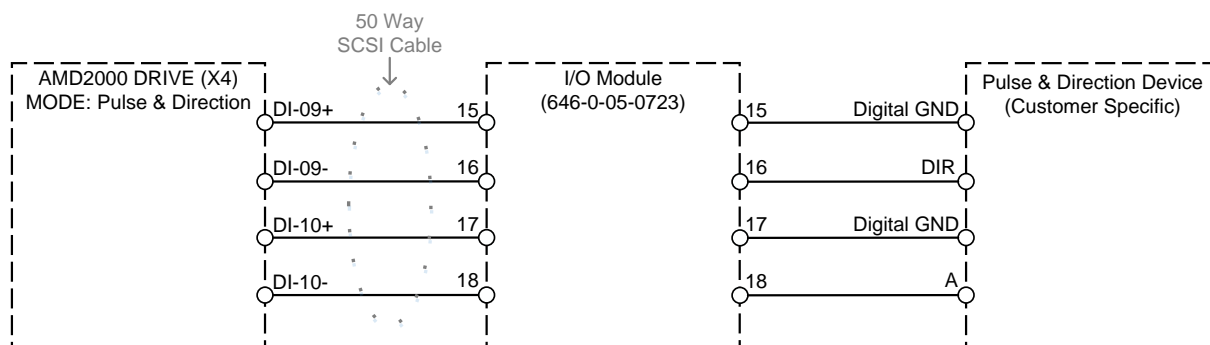 50 Way
SCSI Cable
AMD2000 DRIVE (X4)
MODE: Pulse & Direction
I/O Module
(646-0-05-0723)
Pulse & Direction Device
(Customer Specific)
DI-09+ 15 15 Digital GND
DI-09- 16 16 DIR
DI-10+ 17 17 Digital GND
DI-10- 18 18 A